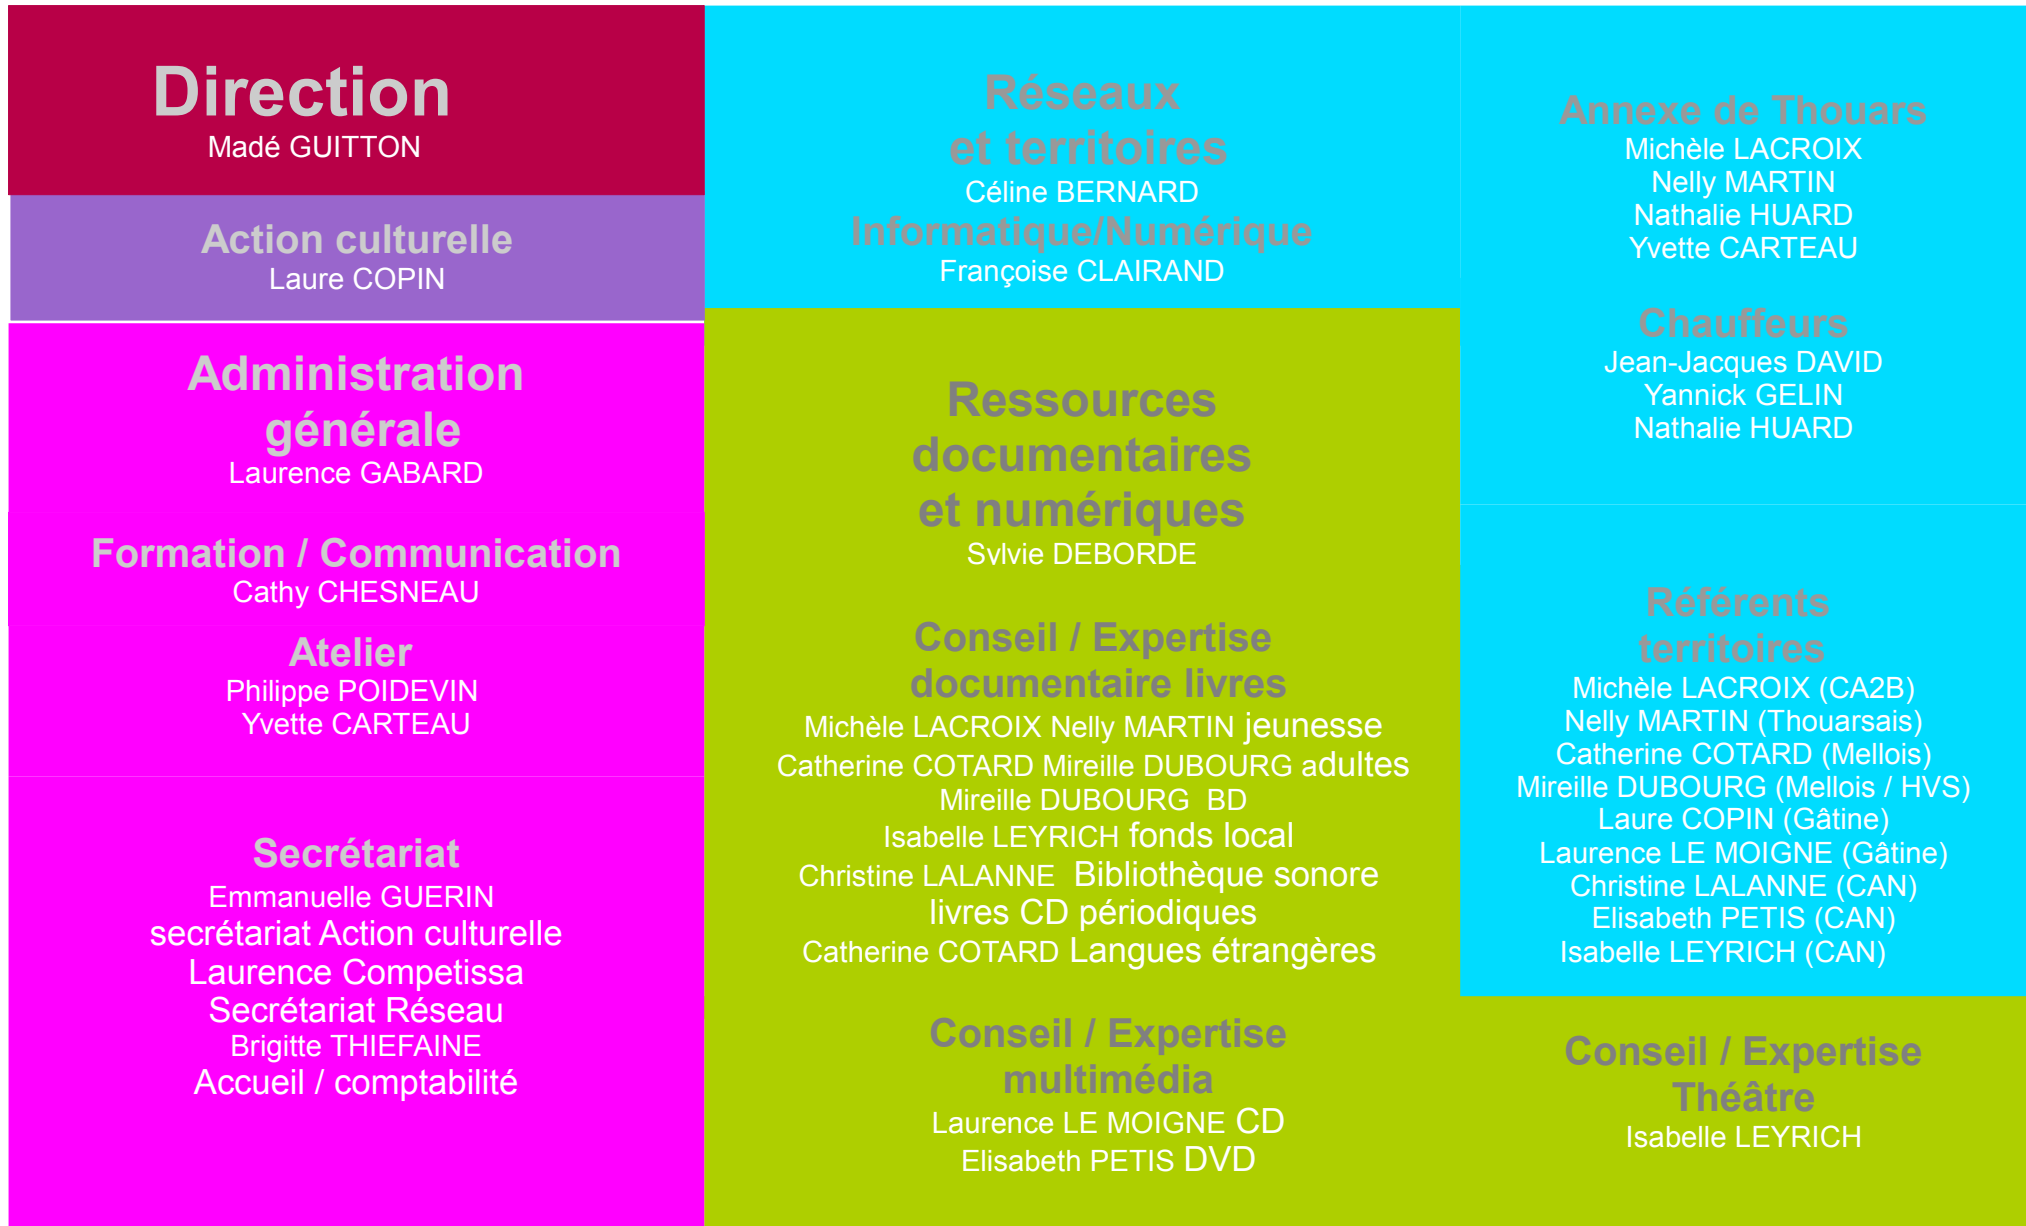 Direction
Madé GUITTON
Action culturelle
Laure COPIN
Administration
générale
Laurence GABARD
Formation / Communication
Cathy CHESNEAU
Atelier
Philippe POIDEVIN
Yvette CARTEAU
Secrétariat
Emmanuelle GUERIN
secrétariat Action culturelle
Laurence Competissa
Secrétariat Réseau
Brigitte THIEFAINE
Accueil / comptabilité
Réseaux
et territoires
Céline BERNARD
Informatique/Numérique
Françoise CLAIRAND
Ressources
documentaires
et numériques
Svlvie DEBORDE
Conseil / Expertise
documentaire livres
Michèle LACROIX Nelly MARTIN jeunesse
Catherine COTARD Mireille DUBOURG adultes
Mireille DUBOURG BD
Isabelle LEYRICH fonds local
Christine LALANNE Bibliothèque sonore
livres CD périodiques
Catherine COTARD Langues étrangères
Conseil / Expertise
multimédia
Laurence LE MOIGNE CD
Elisabeth PETIS DVD
Annexe de Thouars
Michèle LACROIX
Nelly MARTIN
Nathalie HUARD
Yvette CARTEAU
Chauffeurs
Jean-Jacques DAVID
Yannick GELIN
Nathalie HUARD
Référents
territoires
Michèle LACROIX (CA2B)
Nelly MARTIN (Thouarsais)
Catherine COTARD (Mellois)
Mireille DUBOURG (Mellois / HVS)
Laure COPIN (Gâtine)
Laurence LE MOIGNE (Gâtine)
Christine LALANNE (CAN)
Elisabeth PETIS (CAN)
Isabelle LEYRICH (CAN)
Conseil / Expertise
Théâtre
Isabelle LEYRICH